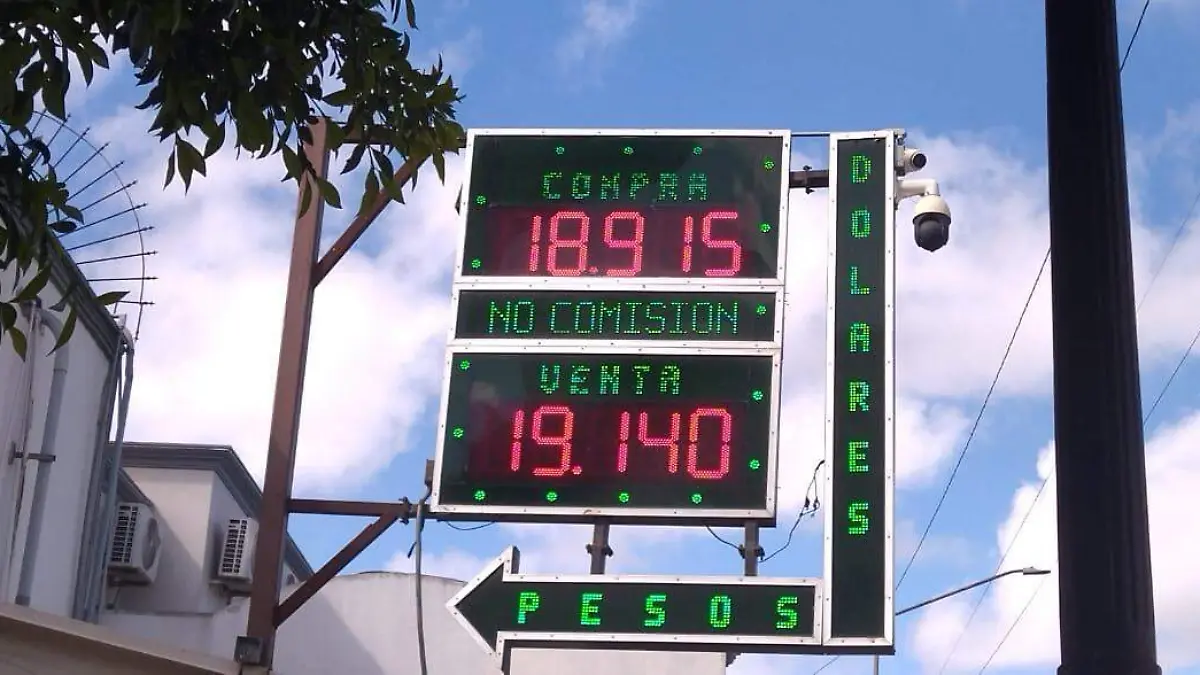 COMPRA
18.915
NO COMISION
VENTA
19.140
DOLARES
PESOS